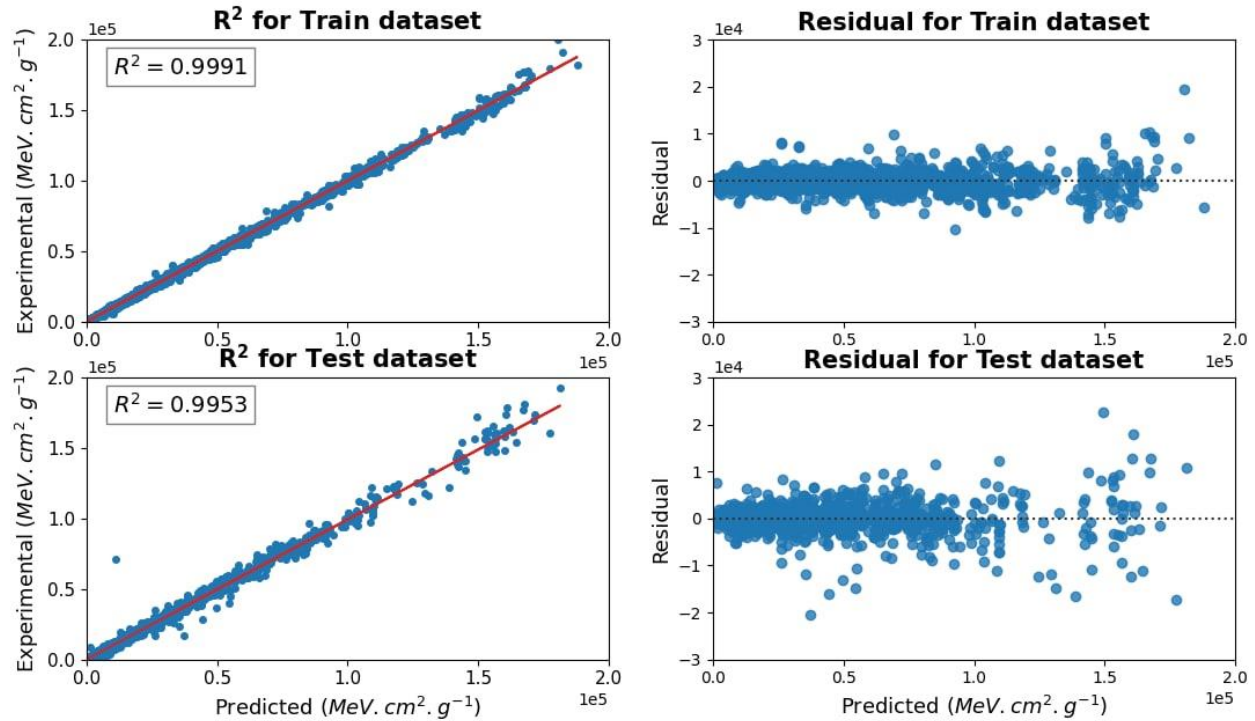 R² for Train dataset
1e5
2.0
1.5
1.0
0.5
0.0
Experimental (MeV.cm².g⁻¹)
R² = 0.9991
0.0 0.5 1.0 1.5 2.0
1e5
Residual for Train dataset
1e4
3
2
1
0
−1
−2
−3
Residual
0.0 0.5 1.0 1.5 2.0
1e5
R² for Test dataset
1e5
2.0
1.5
1.0
0.5
0.0
Experimental (MeV.cm².g⁻¹)
R² = 0.9953
0.0 0.5 1.0 1.5 2.0
1e5
Predicted (MeV.cm².g⁻¹)
Residual for Test dataset
1e4
3
2
1
0
−1
−2
−3
Residual
0.0 0.5 1.0 1.5 2.0
1e5
Predicted (MeV.cm².g⁻¹)